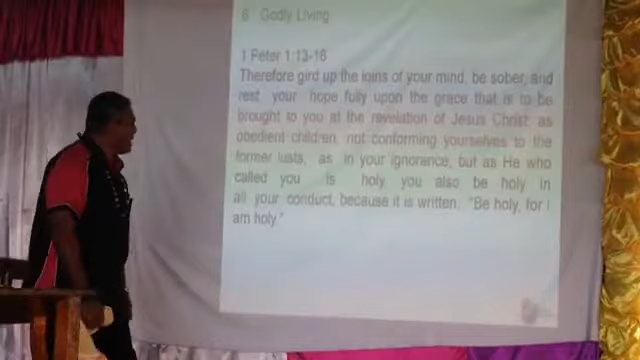 6 Godly Living
1 Peter 1:13-16
Therefore gird up the loins of your mind, be sober, and
rest your hope fully upon the grace that is to be
brought to you at the revelation of Jesus Christ; as
obedient children, not conforming yourselves to the
former lusts, as in your ignorance; but as He who
called you is holy, you also be holy in
all your conduct, because it is written, "Be holy, for I
am holy."